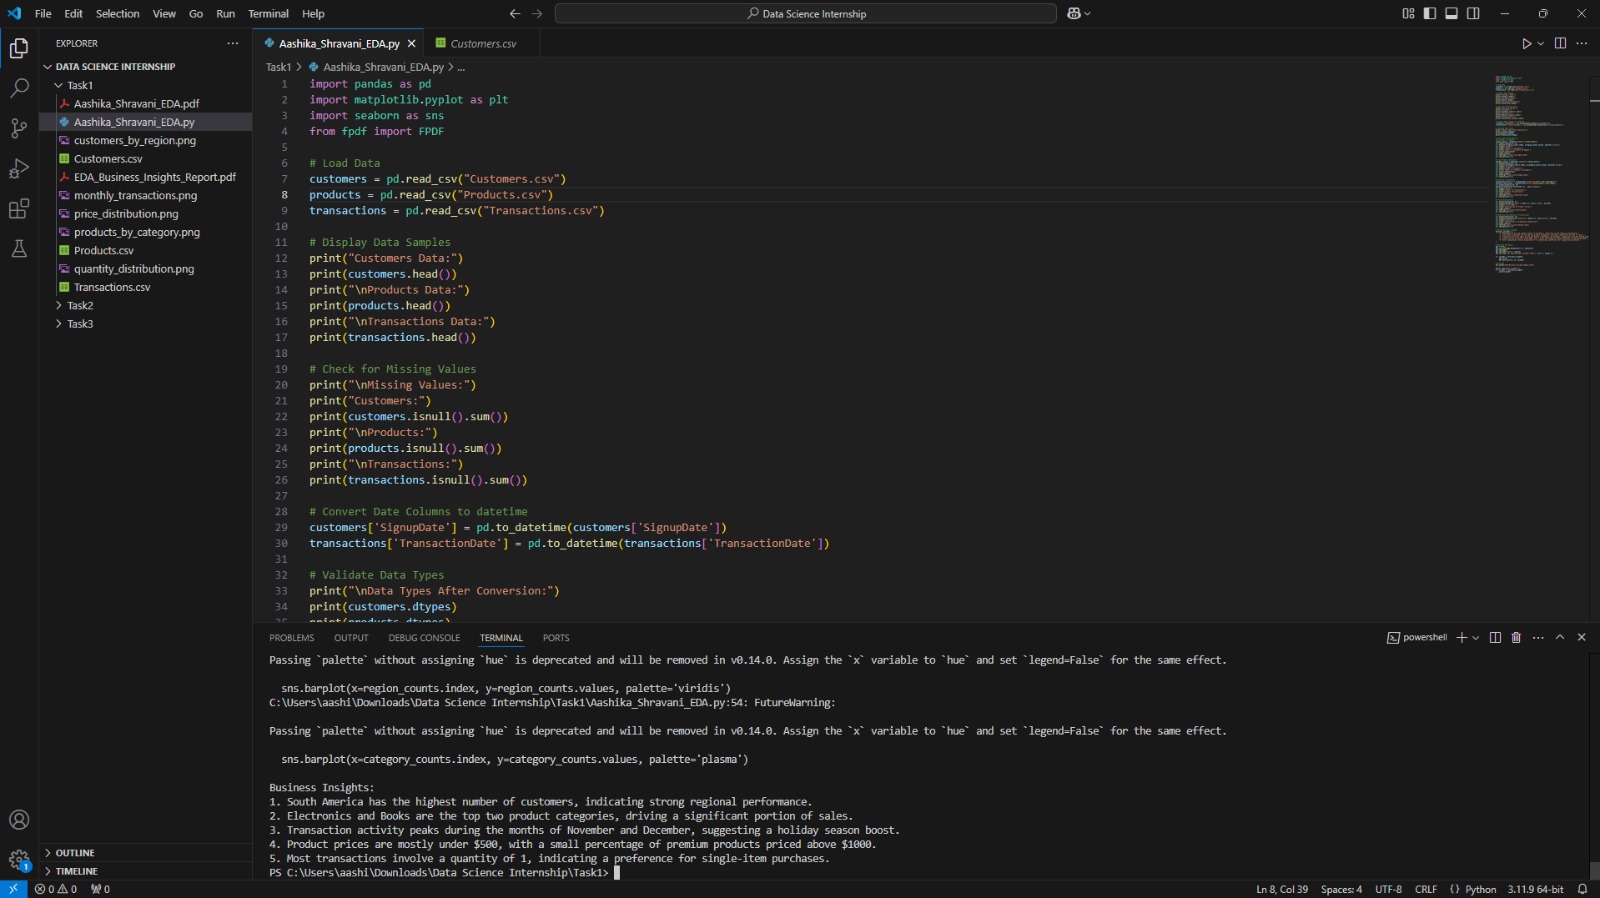 File Edit Selection View Go Run Terminal Help
Data Science Internship
EXPLORER
DATA SCIENCE INTERNSHIP
Task1
Aashika_Shravani_EDA.pdf
Aashika_Shravani_EDA.py
customers_by_region.png
Customers.csv
EDA_Business_Insights_Report.pdf
monthly_transactions.png
price_distribution.png
products_by_category.png
Products.csv
quantity_distribution.png
Transactions.csv
Task2
Task3
OUTLINE
TIMELINE
Aashika_Shravani_EDA.py Customers.csv
Task1 > Aashika_Shravani_EDA.py > ...
1 import pandas as pd
2 import matplotlib.pyplot as plt
3 import seaborn as sns
4 from fpdf import FPDF
5
6 # Load Data
7 customers = pd.read_csv("Customers.csv")
8 products = pd.read_csv("Products.csv")
9 transactions = pd.read_csv("Transactions.csv")
10
11 # Display Data Samples
12 print("Customers Data:")
13 print(customers.head())
14 print("\nProducts Data:")
15 print(products.head())
16 print("\nTransactions Data:")
17 print(transactions.head())
18
19 # Check for Missing Values
20 print("\nMissing Values:")
21 print("Customers:")
22 print(customers.isnull().sum())
23 print("\nProducts:")
24 print(products.isnull().sum())
25 print("\nTransactions:")
26 print(transactions.isnull().sum())
27
28 # Convert Date Columns to datetime
29 customers['SignupDate'] = pd.to_datetime(customers['SignupDate'])
30 transactions['TransactionDate'] = pd.to_datetime(transactions['TransactionDate'])
31
32 # Validate Data Types
33 print("\nData Types After Conversion:")
34 print(customers.dtypes)
35 print(products.dtypes)
PROBLEMS OUTPUT DEBUG CONSOLE TERMINAL PORTS
powershell
Passing `palette` without assigning `hue` is deprecated and will be removed in v0.14.0. Assign the `x` variable to `hue` and set `legend=False` for the same effect.
sns.barplot(x=region_counts.index, y=region_counts.values, palette='viridis')
C:\Users\aashi\Downloads\Data Science Internship\Task1\Aashika_Shravani_EDA.py:54: FutureWarning:
Passing `palette` without assigning `hue` is deprecated and will be removed in v0.14.0. Assign the `x` variable to `hue` and set `legend=False` for the same effect.
sns.barplot(x=category_counts.index, y=category_counts.values, palette='plasma')
Business Insights:
1. South America has the highest number of customers, indicating strong regional performance.
2. Electronics and Books are the top two product categories, driving a significant portion of sales.
3. Transaction activity peaks during the months of November and December, suggesting a holiday season boost.
4. Product prices are mostly under $500, with a small percentage of premium products priced above $1000.
5. Most transactions involve a quantity of 1, indicating a preference for single-item purchases.
PS C:\Users\aashi\Downloads\Data Science Internship\Task1>
1
0 0 0 Ln 8, Col 39 Spaces: 4 UTF-8 CRLF {} Python 3.11.9 64-bit